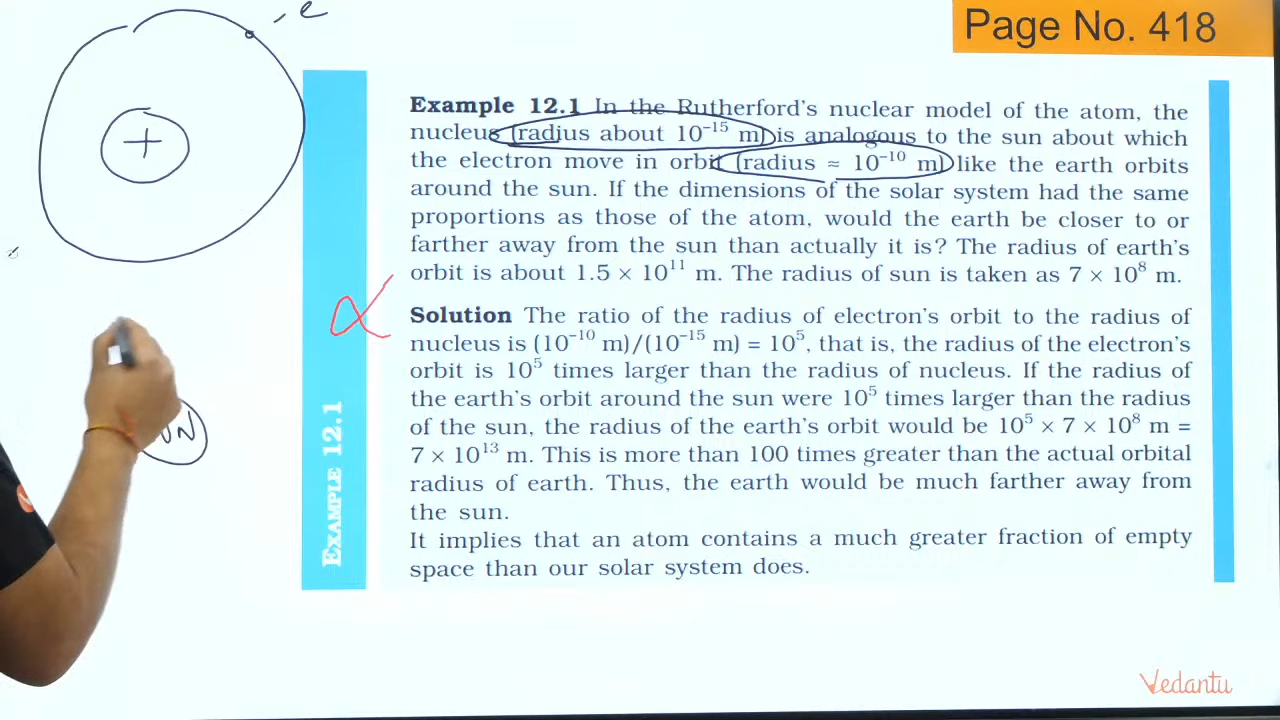 , e
Page No. 418
+
Example 12.1 In the Rutherford's nuclear model of the atom, the
nucleus (radius about 10⁻¹⁵ m) is analogous to the sun about which
the electron move in orbit (radius ≈ 10⁻¹⁰ m) like the earth orbits
around the sun. If the dimensions of the solar system had the same
proportions as those of the atom, would the earth be closer to or
farther away from the sun than actually it is? The radius of earth's
orbit is about 1.5 × 10¹¹ m. The radius of sun is taken as 7 × 10⁸ m.
Solution The ratio of the radius of electron's orbit to the radius of
nucleus is (10⁻¹⁰ m)/(10⁻¹⁵ m) = 10⁵, that is, the radius of the electron's
orbit is 10⁵ times larger than the radius of nucleus. If the radius of
the earth's orbit around the sun were 10⁵ times larger than the radius
of the sun, the radius of the earth's orbit would be 10⁵ × 7 × 10⁸ m =
7 × 10¹³ m. This is more than 100 times greater than the actual orbital
radius of earth. Thus, the earth would be much farther away from
the sun.
It implies that an atom contains a much greater fraction of empty
space than our solar system does.
EXAMPLE 12.1
Vedantu